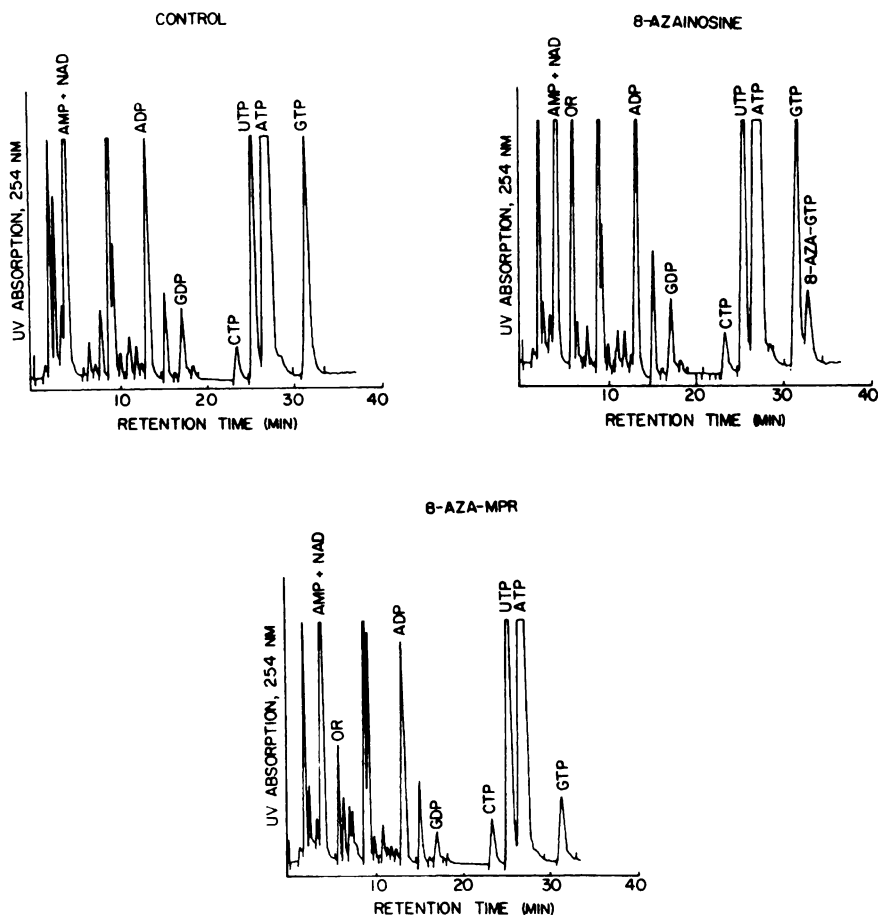 CONTROL
UV ABSORPTION, 254 NM
AMP + NAD
ADP
GDP
CTP
UTP
ATP
GTP
10
20
30
40
RETENTION TIME (MIN)
8-AZAINOSINE
UV ABSORPTION, 254 NM
AMP + NAD
OR
ADP
GDP
CTP
UTP
ATP
GTP
8-AZA-GTP
10
20
30
40
RETENTION TIME (MIN)
8-AZA-MPR
UV ABSORPTION, 254 NM
AMP + NAD
OR
ADP
GDP
CTP
UTP
ATP
GTP
10
20
30
40
RETENTION TIME (MIN)